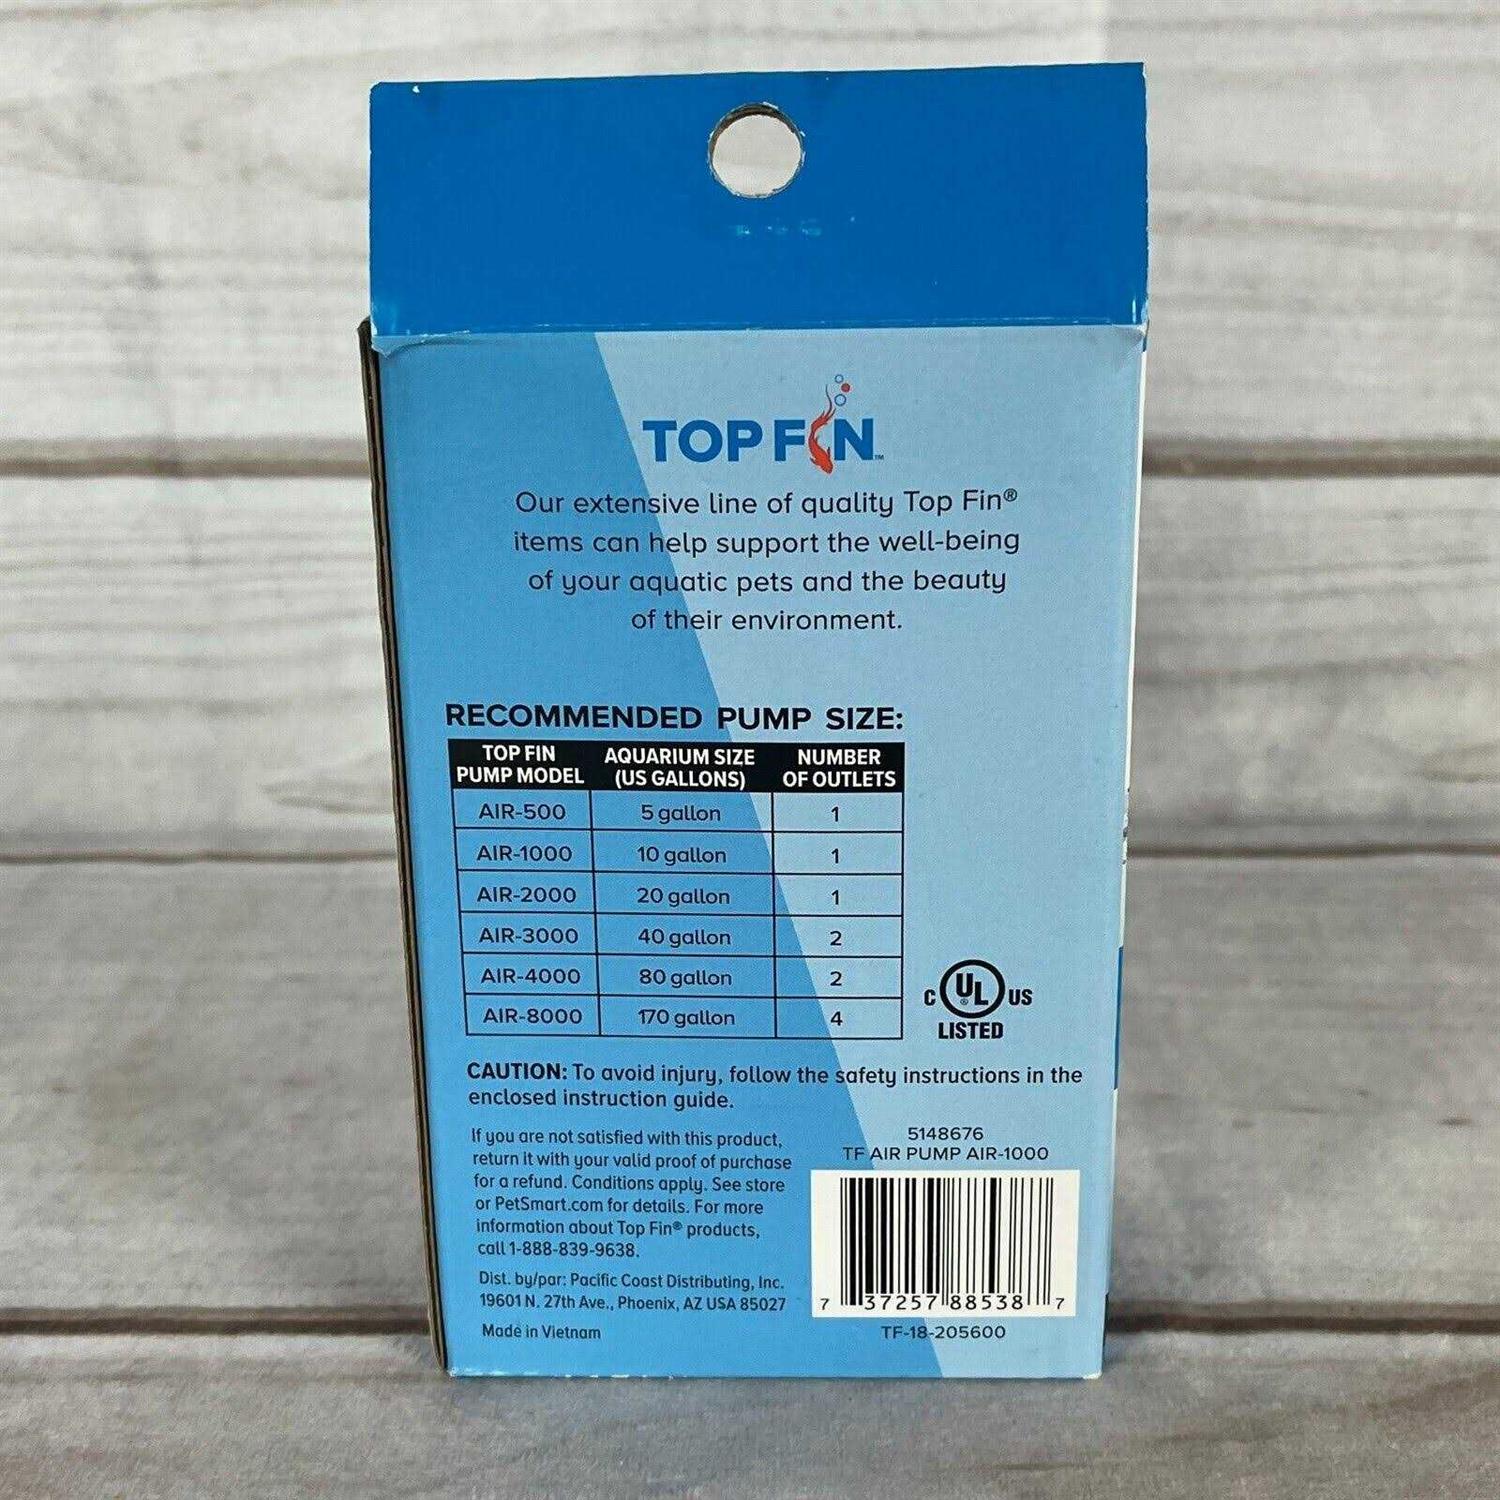 TOP FIN™
Our extensive line of quality Top Fin®
items can help support the well-being
of your aquatic pets and the beauty
of their environment.
RECOMMENDED PUMP SIZE:
TOP FIN AQUARIUM SIZE NUMBER
PUMP MODEL (US GALLONS) OF OUTLETS
AIR-500 5 gallon 1
AIR-1000 10 gallon 1
AIR-2000 20 gallon 1
AIR-3000 40 gallon 2
AIR-4000 80 gallon 2
AIR-8000 170 gallon 4
C UL® US
LISTED
CAUTION: To avoid injury, follow the safety instructions in the
enclosed instruction guide.
If you are not satisfied with this product,
return it with your valid proof of purchase
for a refund. Conditions apply. See store
or PetSmart.com for details. For more
information about Top Fin® products,
call 1-888-839-9638.
Dist. by/par: Pacific Coast Distributing, Inc.
19601 N. 27th Ave., Phoenix, AZ USA 85027
Made in Vietnam
5148676
TF AIR PUMP AIR-1000
7 37257 88538 7
TF-18-205600